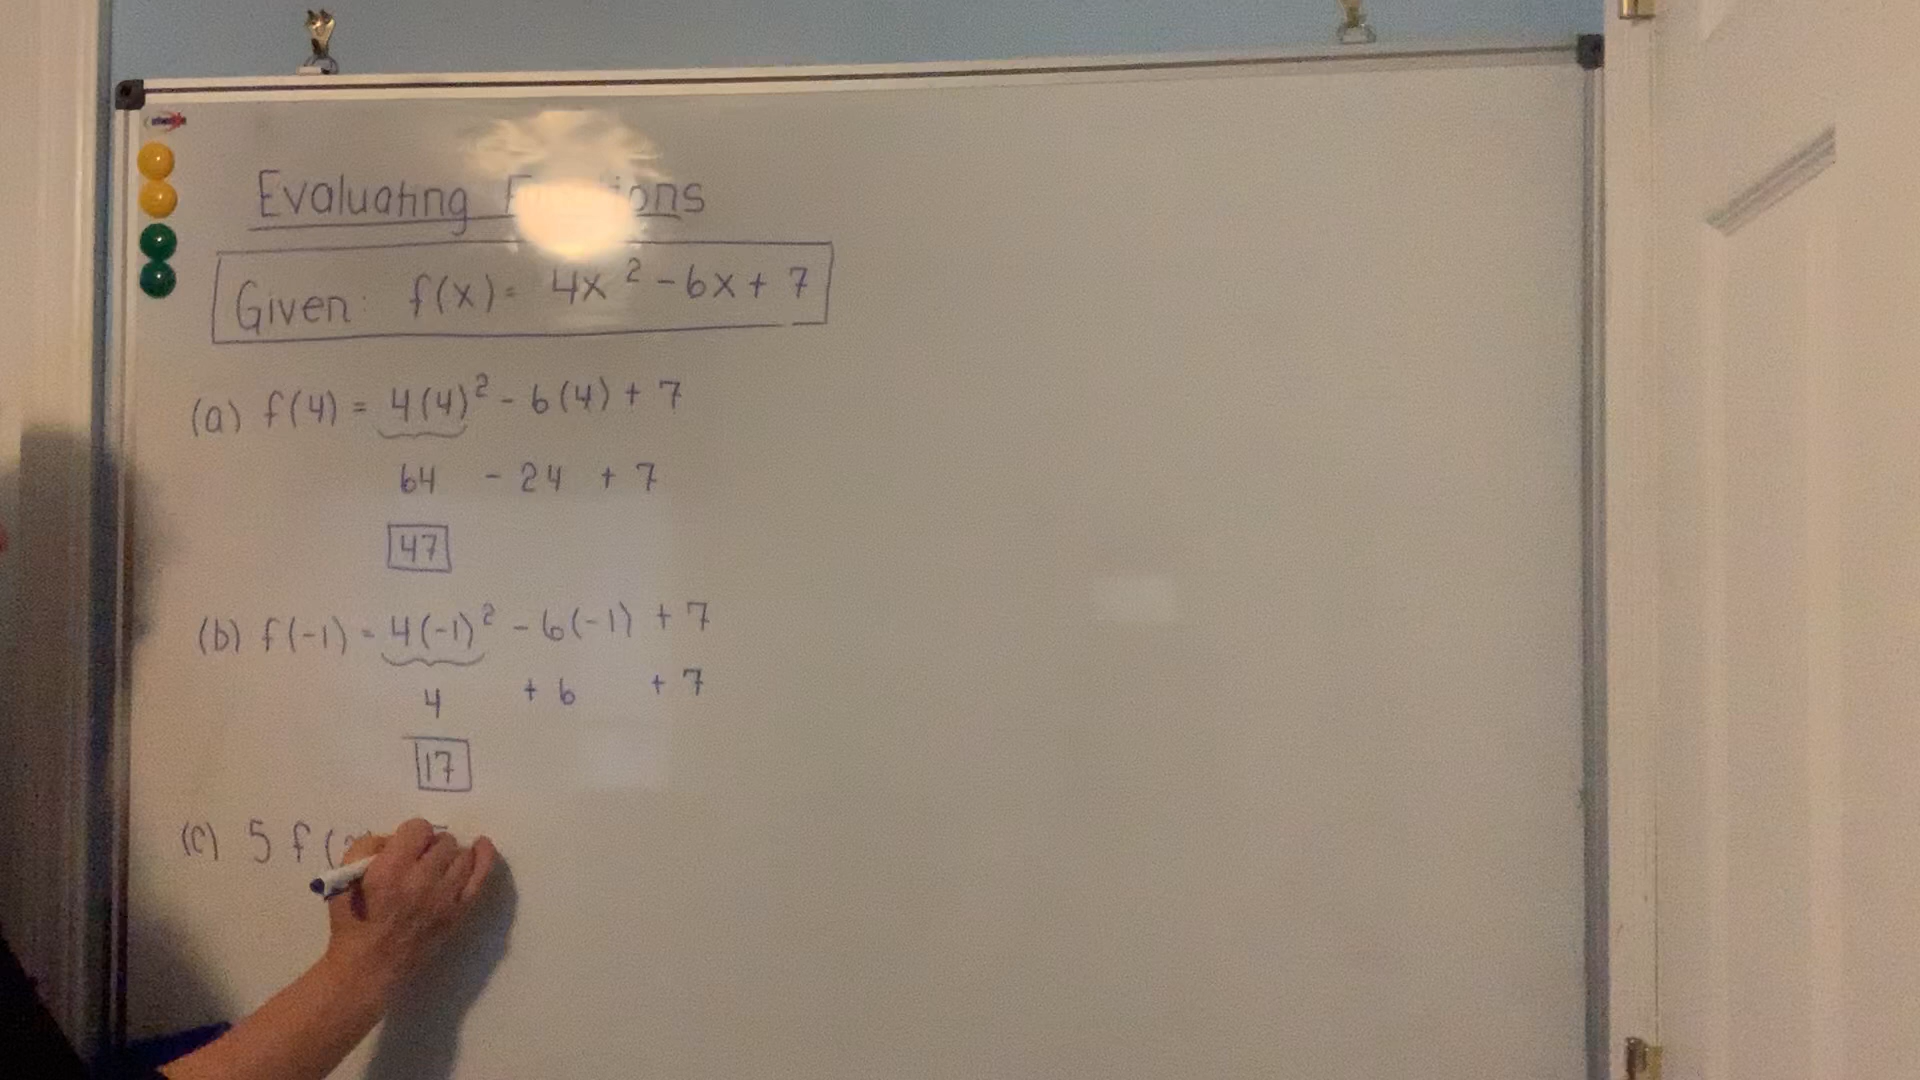 Evaluating
Given: f(x) = 4x² - 6x + 7
(a) f(4) = 4(4)² - 6(4) + 7
64 - 24 + 7
47
(b) f(-1) = 4(-1)² - 6(-1) + 7
4 + 6 + 7
17
(c) 5 f(